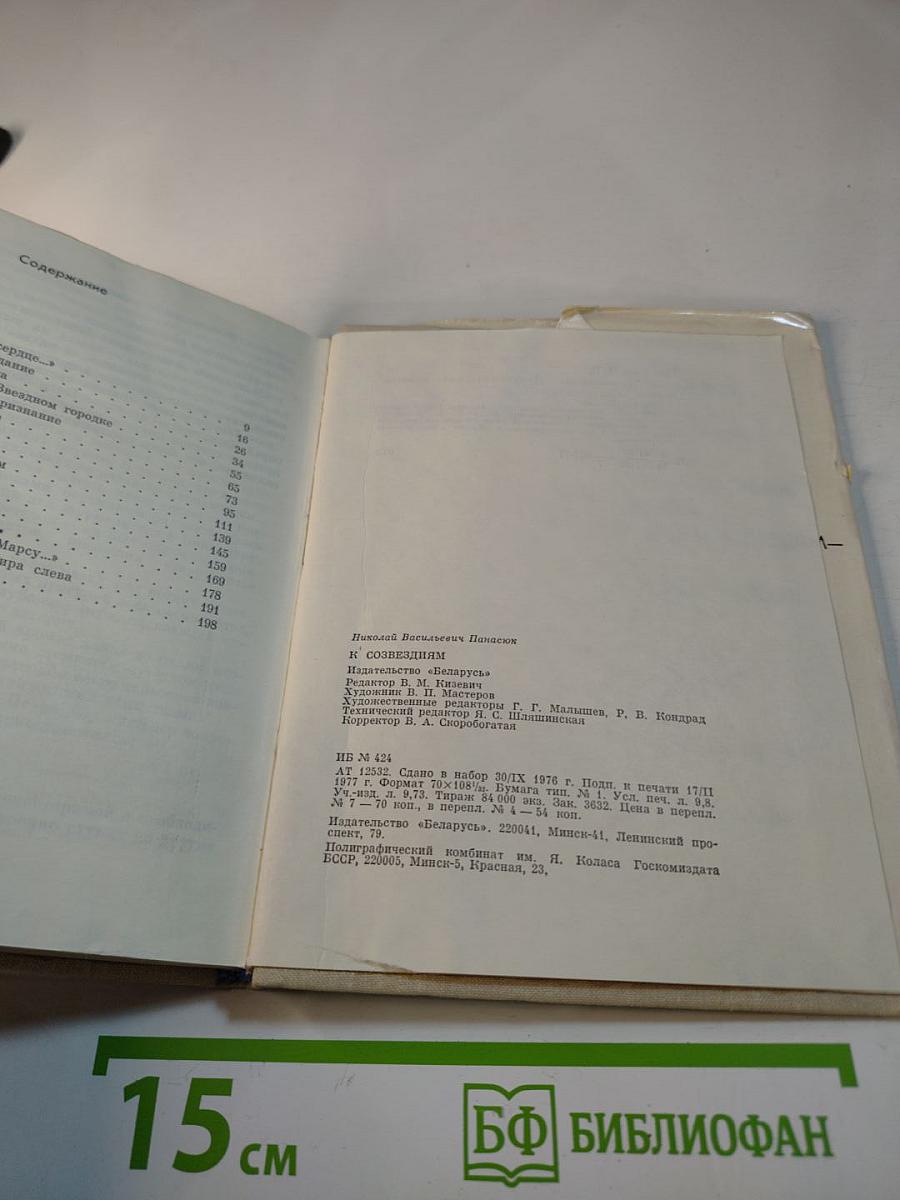 Содержание
сердце...»
дание
Звездном городке
ризнание
9
16
26
34
55
65
73
95
111
139
145
Марсу...» 159
169
ира слева 178
191
198
Николай Васильевич Панасюк
К СОЗВЕЗДИЯМ
Издательство «Беларусь»
Редактор В. М. Кизевич
Художник В. П. Мастеров
Художественные редакторы Г. Г. Малышев, Р. В. Кондрад
Технический редактор Я. С. Шляшинская
Корректор В. А. Скоробогатая
ИБ № 424
АТ 12532. Сдано в набор 30/IX 1976 г. Подп. к печати 17/II
1977 г. Формат 70×108¹/₃₂. Бумага тип. № 1. Усл. печ. л. 9,8.
Уч.-изд. л. 9,73. Тираж 84 000 экз. Зак. 3632. Цена в перепл.
№ 7 — 70 коп., в перепл. № 4 — 54 коп.
Издательство «Беларусь». 220041, Минск-41, Ленинский про-
спект, 79.
Полиграфический комбинат им. Я. Коласа Госкомиздата
БССР, 220005, Минск-5, Красная, 23,
15 см
БФ БИБЛИОФАН